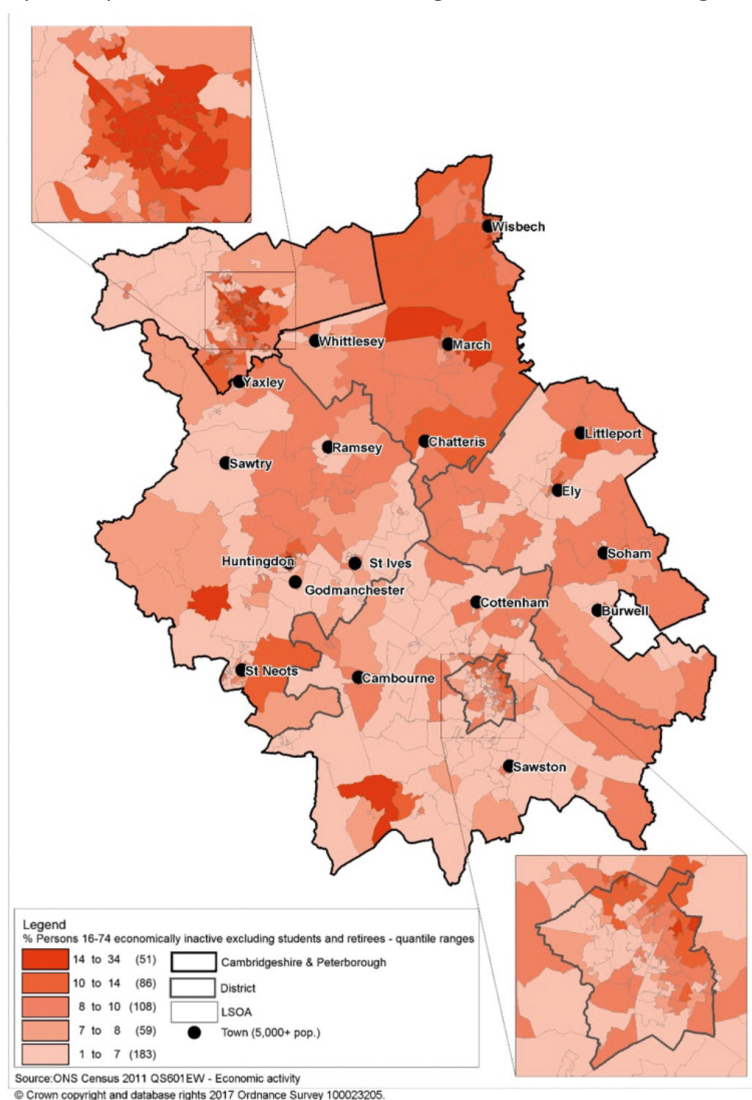 Wisbech
Whittlesey
March
Yaxley
Chatteris
Littleport
Ramsey
Sawtry
Ely
Huntingdon
St Ives
Soham
Godmanchester
Cottenham
Burwell
St Neots
Cambourne
Sawston
Legend
% Persons 16-74 economically inactive excluding students and retirees - quantile ranges
14 to 34 (51)
10 to 14 (86)
8 to 10 (108)
7 to 8 (59)
1 to 7 (183)
Cambridgeshire & Peterborough
District
LSOA
Town (5,000+ pop.)
Source:ONS Census 2011 QS601EW - Economic activity
© Crown copyright and database rights 2017 Ordnance Survey 100023205.